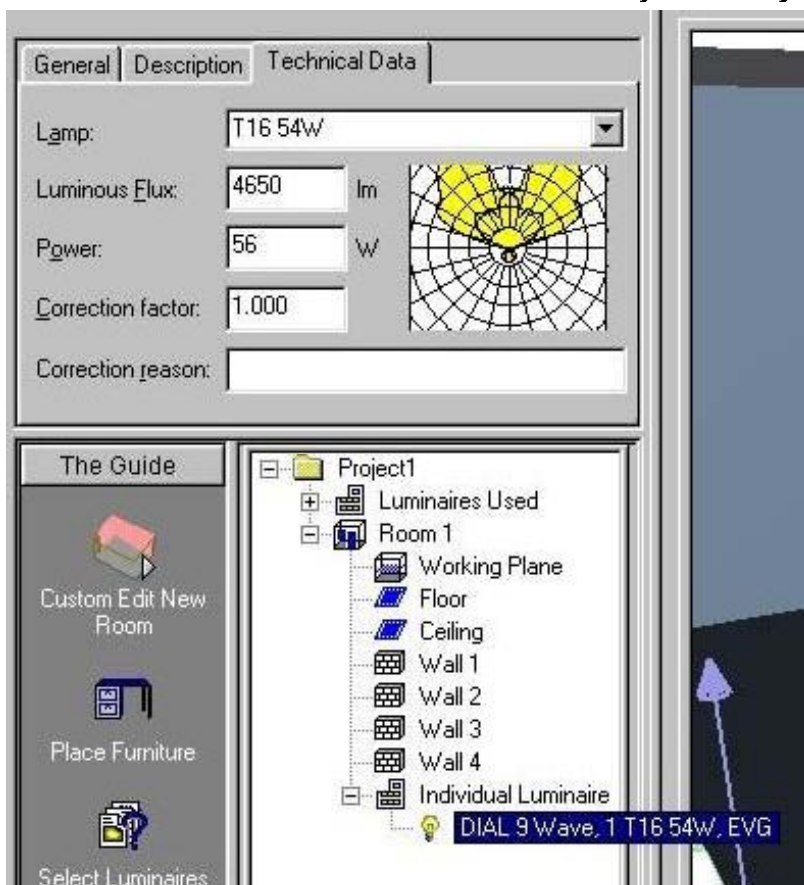 General Description Technical Data
Lamp: T16 54W
Luminous Flux: 4650 lm
Power: 56 W
Correction factor: 1.000
Correction reason:
The Guide
Custom Edit New
Room
Place Furniture
Select Luminaires
Project1
Luminaires Used
Room 1
Working Plane
Floor
Ceiling
Wall 1
Wall 2
Wall 3
Wall 4
Individual Luminaire
DIAL 9 Wave, 1 T16 54W, EVG